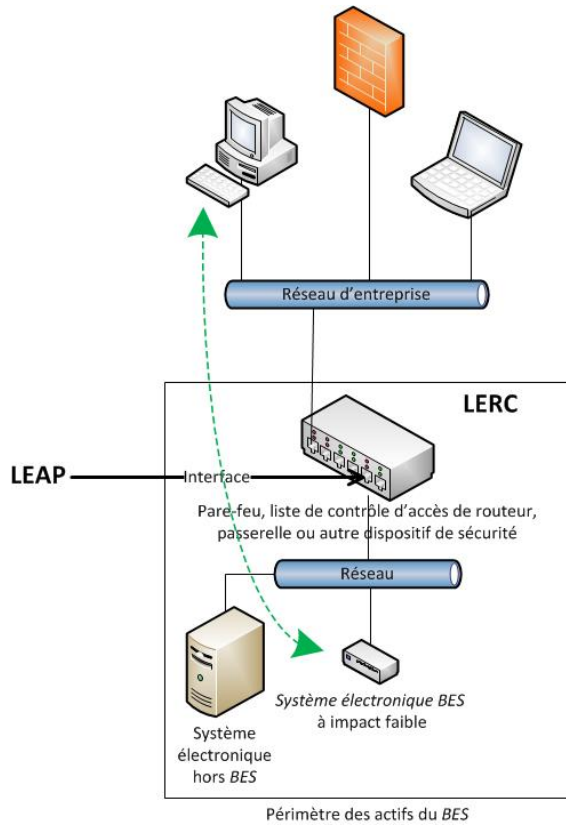 Réseau d'entreprise
LERC
LEAP
Interface
Pare-feu, liste de contrôle d'accès de routeur,
passerelle ou autre dispositif de sécurité
Réseau
Système électronique BES
à impact faible
Système
électronique
hors BES
Périmètre des actifs du BES